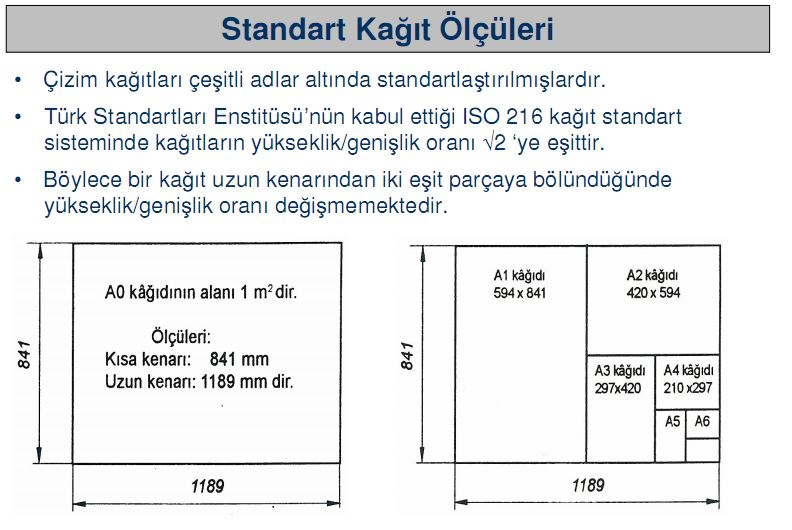 Standart Kağıt Ölçüleri
• Çizim kağıtları çeşitli adlar altında standartlaştırılmışlardır.
• Türk Standartları Enstitüsü’nün kabul ettiği ISO 216 kağıt standart
sisteminde kağıtların yükseklik/genişlik oranı √2 ‘ye eşittir.
• Böylece bir kağıt uzun kenarından iki eşit parçaya bölündüğünde
yükseklik/genişlik oranı değişmemektedir.
841
A0 kâğıdının alanı 1 m² dir.
Ölçüleri:
Kısa kenarı: 841 mm
Uzun kenarı: 1189 mm dir.
1189
841
A1 kâğıdı
594 x 841
A2 kâğıdı
420 x 594
A3 kâğıdı
297x420
A4 kâğıdı
210 x297
A5
A6
1189